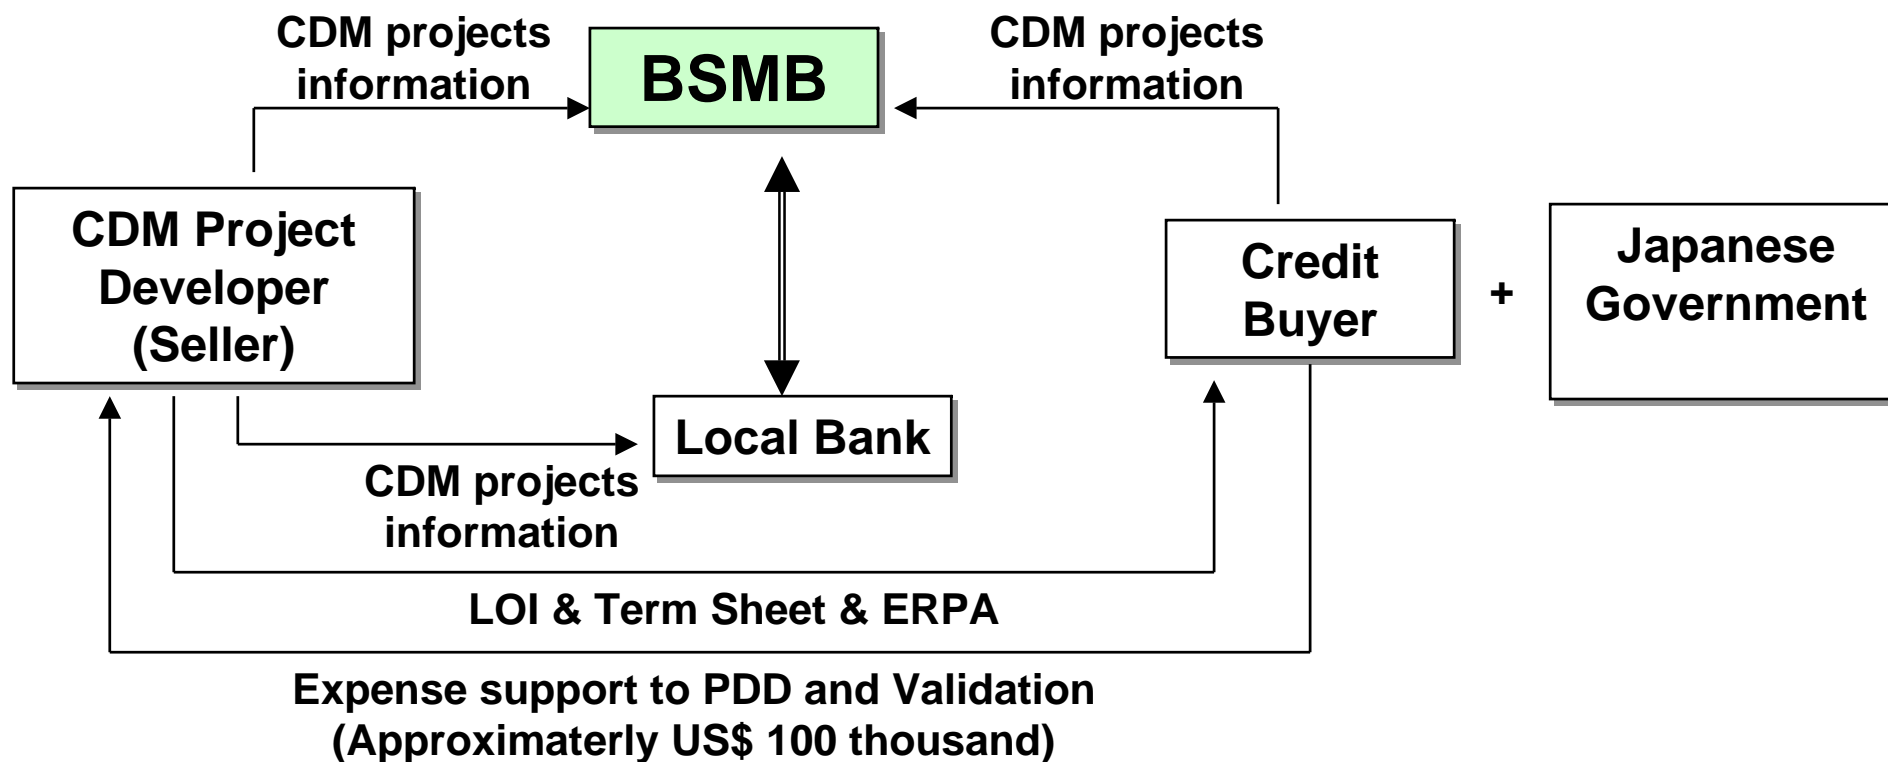 CDM projects
information
BSMB
CDM projects
information
CDM Project
Developer
(Seller)
Credit
Buyer
+
Japanese
Government
Local Bank
CDM projects
information
LOI & Term Sheet & ERPA
Expense support to PDD and Validation
(Approximaterly US$ 100 thousand)